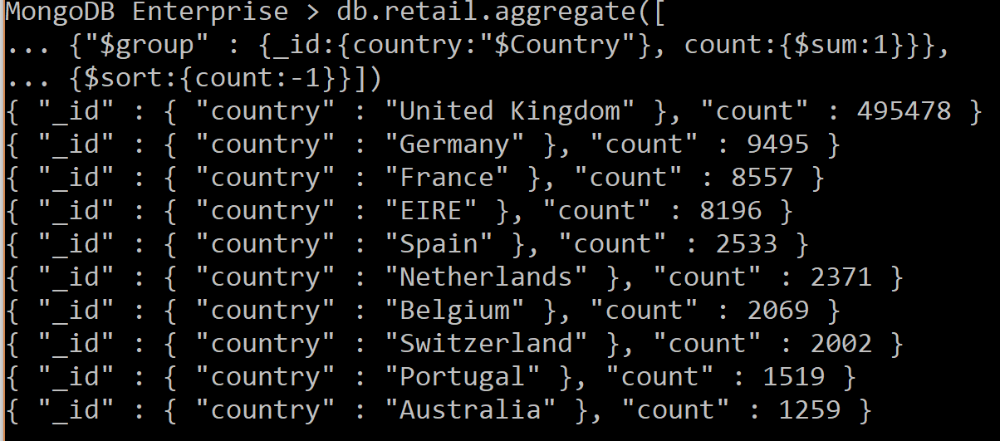 MongoDB Enterprise > db.retail.aggregate([
... {"$group" : {_id:{country:"$Country"}, count:{$sum:1}}},
... {$sort:{count:-1}}])
{ "_id" : { "country" : "United Kingdom" }, "count" : 495478 }
{ "_id" : { "country" : "Germany" }, "count" : 9495 }
{ "_id" : { "country" : "France" }, "count" : 8557 }
{ "_id" : { "country" : "EIRE" }, "count" : 8196 }
{ "_id" : { "country" : "Spain" }, "count" : 2533 }
{ "_id" : { "country" : "Netherlands" }, "count" : 2371 }
{ "_id" : { "country" : "Belgium" }, "count" : 2069 }
{ "_id" : { "country" : "Switzerland" }, "count" : 2002 }
{ "_id" : { "country" : "Portugal" }, "count" : 1519 }
{ "_id" : { "country" : "Australia" }, "count" : 1259 }